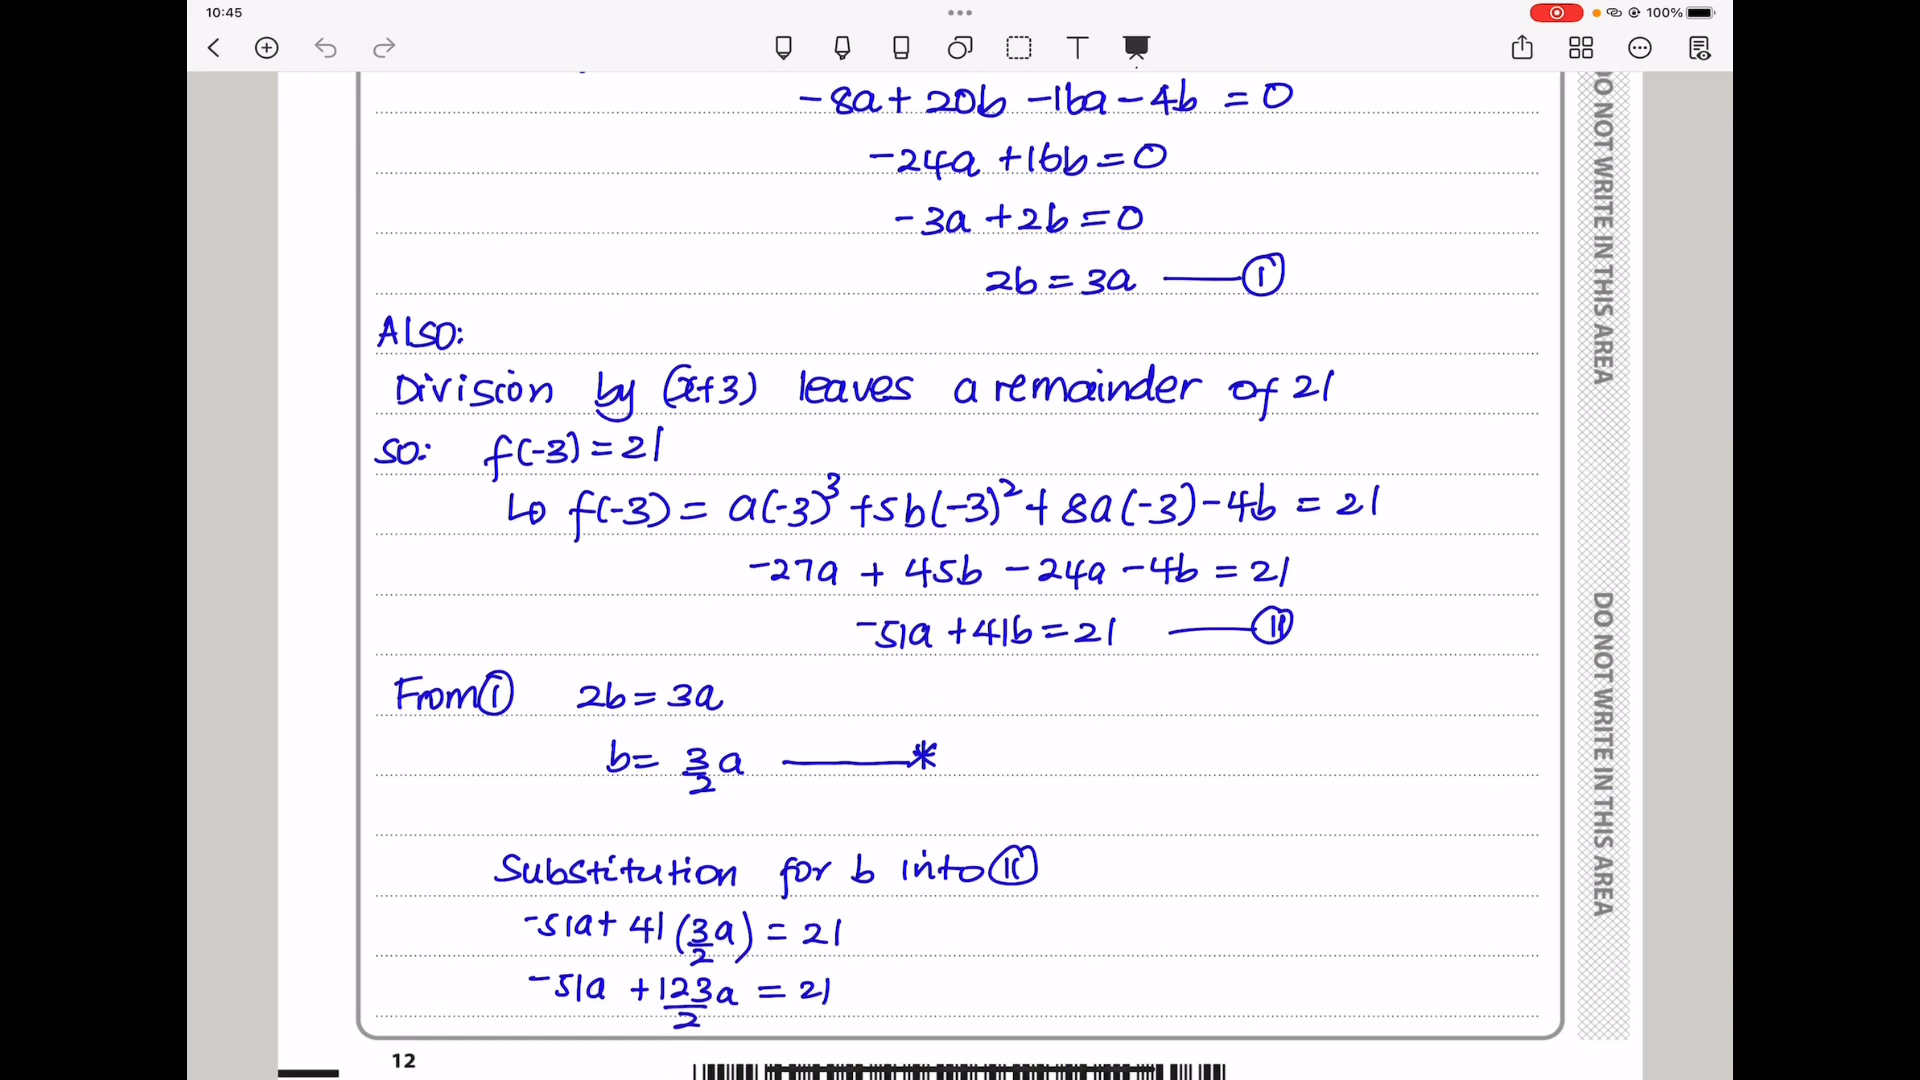 10:45
100%
-8a + 20b - 16a - 4b = 0
-24a + 16b = 0
-3a + 2b = 0
2b = 3a —— ①
ALSO:
Division by (x+3) leaves a remainder of 21
SO: f(-3) = 21
↳ f(-3) = a(-3)³ + 5b(-3)² + 8a(-3) - 4b = 21
-27a + 45b - 24a - 4b = 21
-51a + 41b = 21 —— ⑪
From ① 2b = 3a
b = 3/2 a —— *
Substitution for b into ⑪
-51a + 41(3/2 a) = 21
-51a + 123/2 a = 21
12
DO NOT WRITE IN THIS AREA
DO NOT WRITE IN THIS AREA